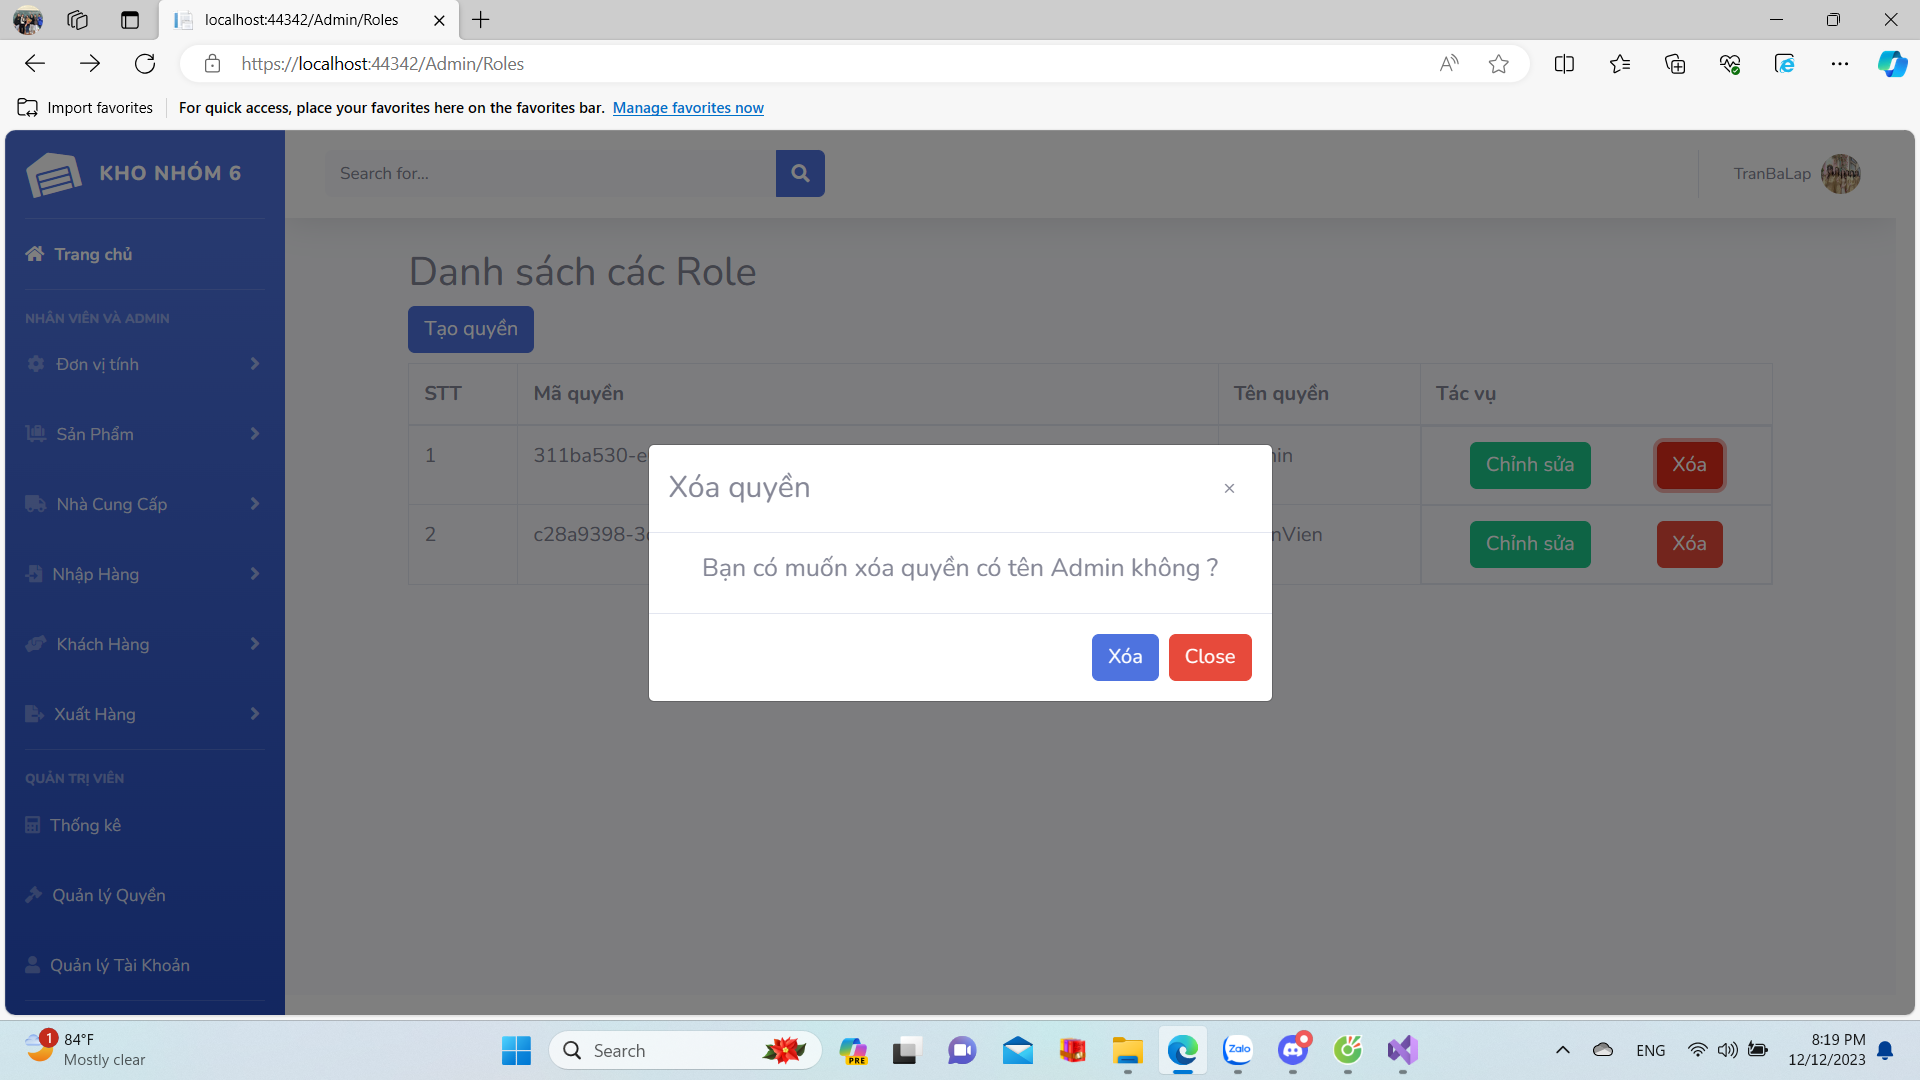 localhost:44342/Admin/Roles
https://localhost:44342/Admin/Roles
Import favorites
For quick access, place your favorites here on the favorites bar. Manage favorites now
KHO NHÓM 6
Search for...
TranBaLap
Trang chủ
NHÂN VIÊN VÀ ADMIN
Đơn vị tính
Sản Phẩm
Nhà Cung Cấp
Nhập Hàng
Khách Hàng
Xuất Hàng
QUẢN TRỊ VIÊN
Thống kê
Quản lý Quyền
Quản lý Tài Khoản
Danh sách các Role
Tạo quyền
STT Mã quyền Tên quyền Tác vụ
1 311ba530-e Chỉnh sửa Xóa
2 c28a9398-3 nVien Chỉnh sửa Xóa
Xóa quyền
×
Bạn có muốn xóa quyền có tên Admin không ?
Xóa Close
1
84°F
Mostly clear
Search
PRE
Zalo
ENG
8:19 PM
12/12/2023